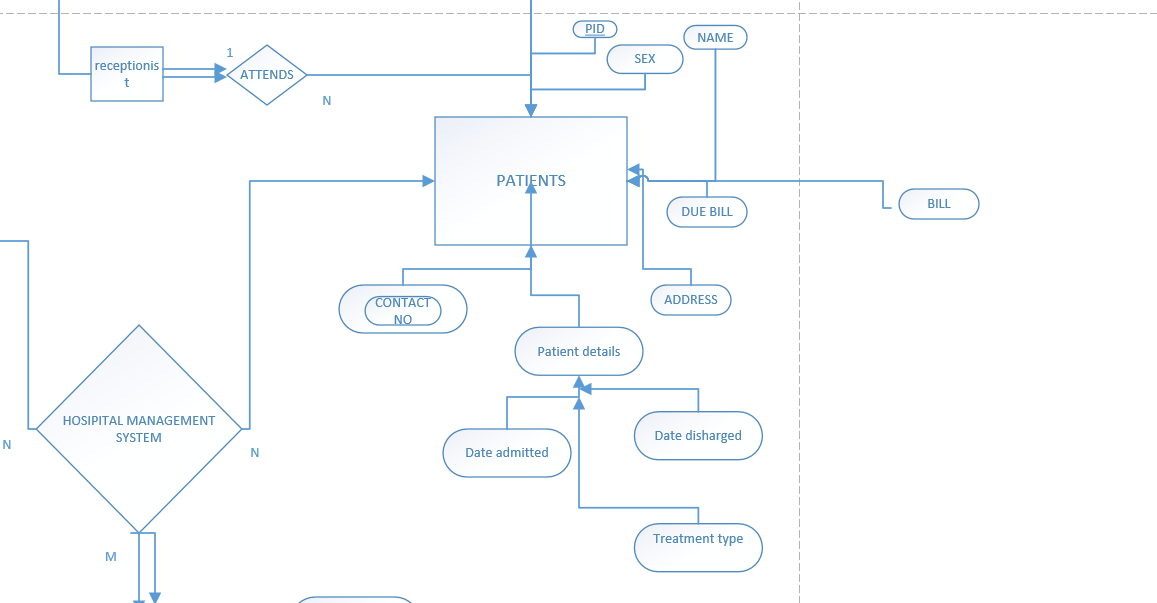 PID
NAME
1
SEX
receptionis
t
ATTENDS
N
PATIENTS
DUE BILL
BILL
CONTACT
NO
ADDRESS
Patient details
HOSIPITAL MANAGEMENT
SYSTEM
Date disharged
N
N
Date admitted
Treatment type
M